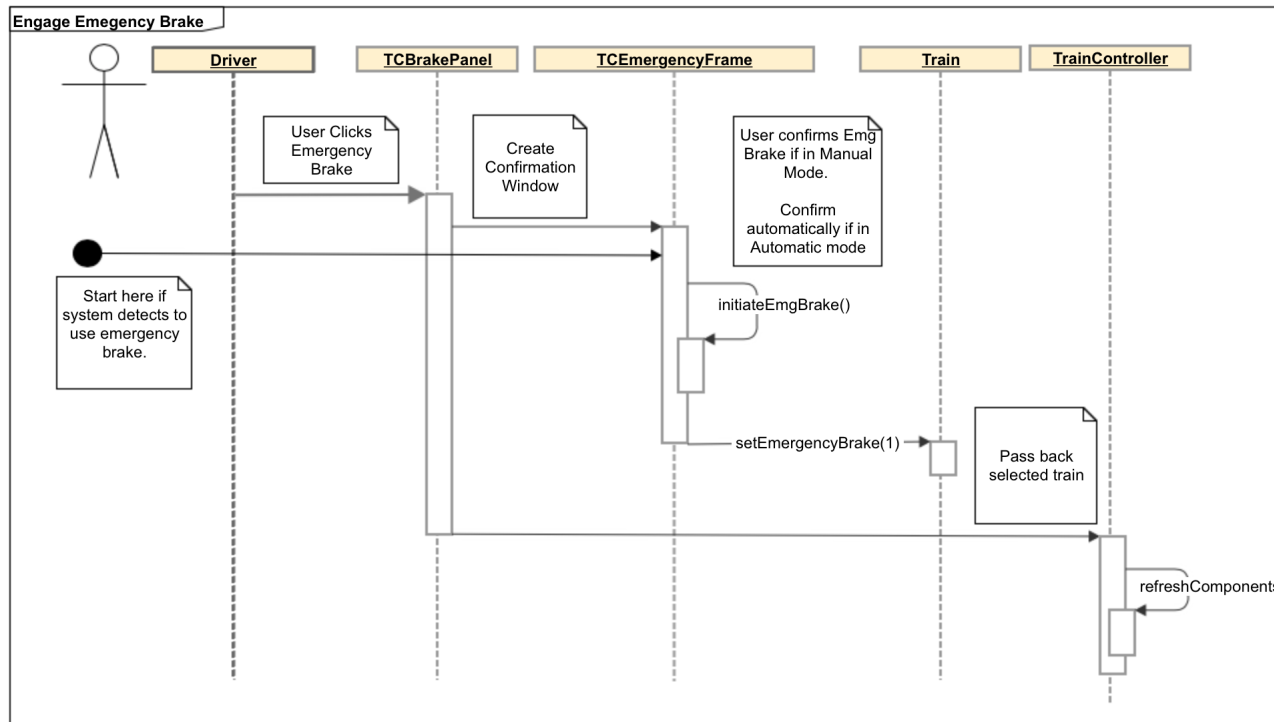 Engage Emegency Brake
Driver
TCBrakePanel
TCEmergencyFrame
Train
TrainController
User Clicks
Emergency
Brake
Create
Confirmation
Window
User confirms Emg
Brake if in Manual
Mode.
Confirm
automatically if in
Automatic mode
Start here if
system detects to
use emergency
brake.
initiateEmgBrake()
setEmergencyBrake(1)
Pass back
selected train
refreshComponents